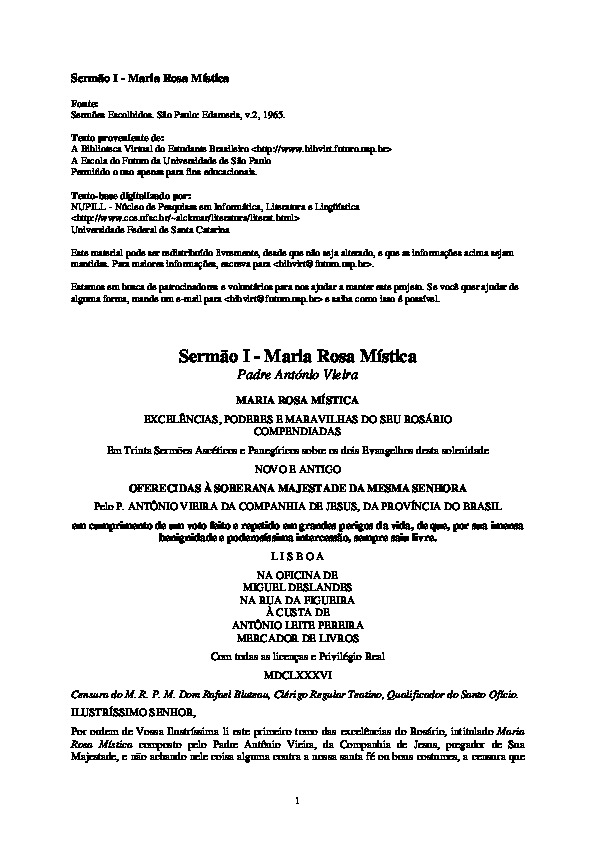 Sermão I - Maria Rosa Mística
Fonte:
Sermões Escolhidos. São Paulo: Edameris, v.2, 1965.
Texto proveniente de:
A Biblioteca Virtual do Estudante Brasileiro <http://www.bibvirt.futuro.usp.br>
A Escola do Futuro da Universidade de São Paulo
Permitido o uso apenas para fins educacionais.
Texto-base digitalizado por:
NUPILL - Núcleo de Pesquisas em Informática, Literatura e Lingüística
<http://www.cce.ufsc.br/~alckmar/literatura/literat.html>
Universidade Federal de Santa Catarina
Este material pode ser redistribuído livremente, desde que não seja alterado, e que as informações acima sejam
mantidas. Para maiores informações, escreva para <bibvirt@futuro.usp.br>.
Estamos em busca de patrocinadores e voluntários para nos ajudar a manter este projeto. Se você quer ajudar de
alguma forma, mande um e-mail para <bibvirt@futuro.usp.br> e saiba como isso é possível.
Sermão I - Maria Rosa Mística
Padre António Vieira
MARIA ROSA MÍSTICA
EXCELÊNCIAS, PODERES E MARAVILHAS DO SEU ROSÁRIO
COMPENDIADAS
Em Trinta Sermões Ascéticos e Panegíricos sobre os dois Evangelhos desta solenidade
NOVO E ANTIGO
OFERECIDAS À SOBERANA MAJESTADE DA MESMA SENHORA
Pelo P. ANTÔNIO VIEIRA DA COMPANHIA DE JESUS, DA PROVÍNCIA DO BRASIL
em cumprimento de um voto feito e repetido em grandes perigos da vida, de que, por sua imensa
benignidade e poderosíssima intercessão, sempre saiu livre.
L I S B O A
NA OFICINA DE
MIGUEL DESLANDES
NA RUA DA FIGUEIRA
À CUSTA DE
ANTÔNIO LEITE PEREIRA
MERCADOR DE LIVROS
Com todas as licenças e Privilégio Real
MDCLXXXVI
Censura do M. R. P. M. Dom Rafael Bluteau, Clérigo Regular Teatino, Qualificador do Santo Ofício.
ILUSTRÍSSIMO SENHOR,
Por ordem de Vossa Ilustríssima li este primeiro tomo das excelências do Rosário, intitulado Maria
Rosa Mística composto pelo Padre Antônio Vieira, da Companhia de Jesus, pregador de Sua
Majestade, e não achando nele coisa alguma contra a nossa santa fé ou bons costumes, a censura que
1